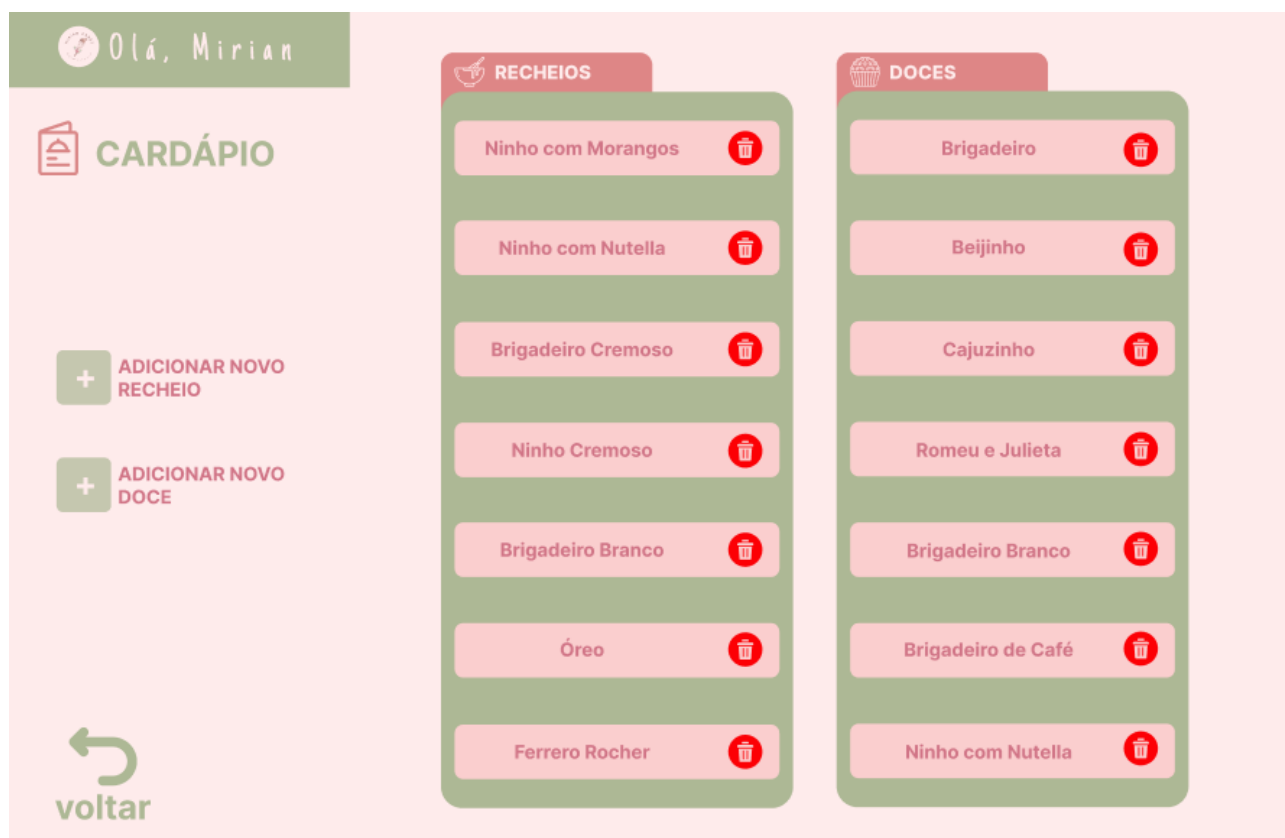 Olá, Mirian
CARDÁPIO
ADICIONAR NOVO
RECHEIO
ADICIONAR NOVO
DOCE
voltar
RECHEIOS
Ninho com Morangos
Ninho com Nutella
Brigadeiro Cremoso
Ninho Cremoso
Brigadeiro Branco
Óreo
Ferrero Rocher
DOCES
Brigadeiro
Beijinho
Cajuzinho
Romeu e Julieta
Brigadeiro Branco
Brigadeiro de Café
Ninho com Nutella